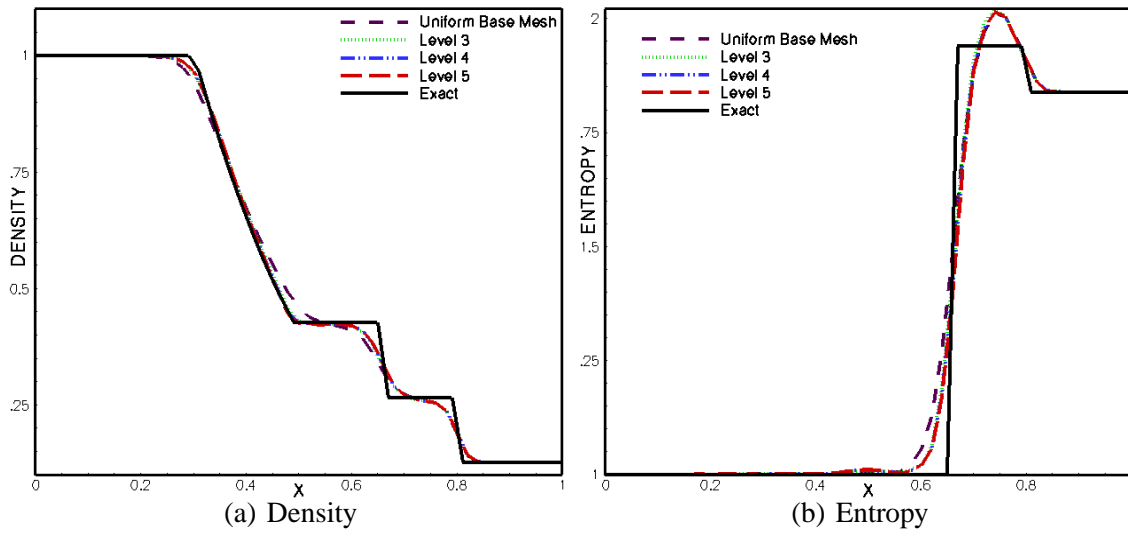 Uniform Base Mesh
Level 3
Level 4
Level 5
Exact
1
.75
0.5
.25
DENSITY
0
0.2
0.4
0.6
0.8
1
X
(a) Density
Uniform Base Mesh
Level 3
Level 4
Level 5
Exact
2
.75
1.5
.25
1
ENTROPY
0
0.2
0.4
0.6
0.8
X
(b) Entropy